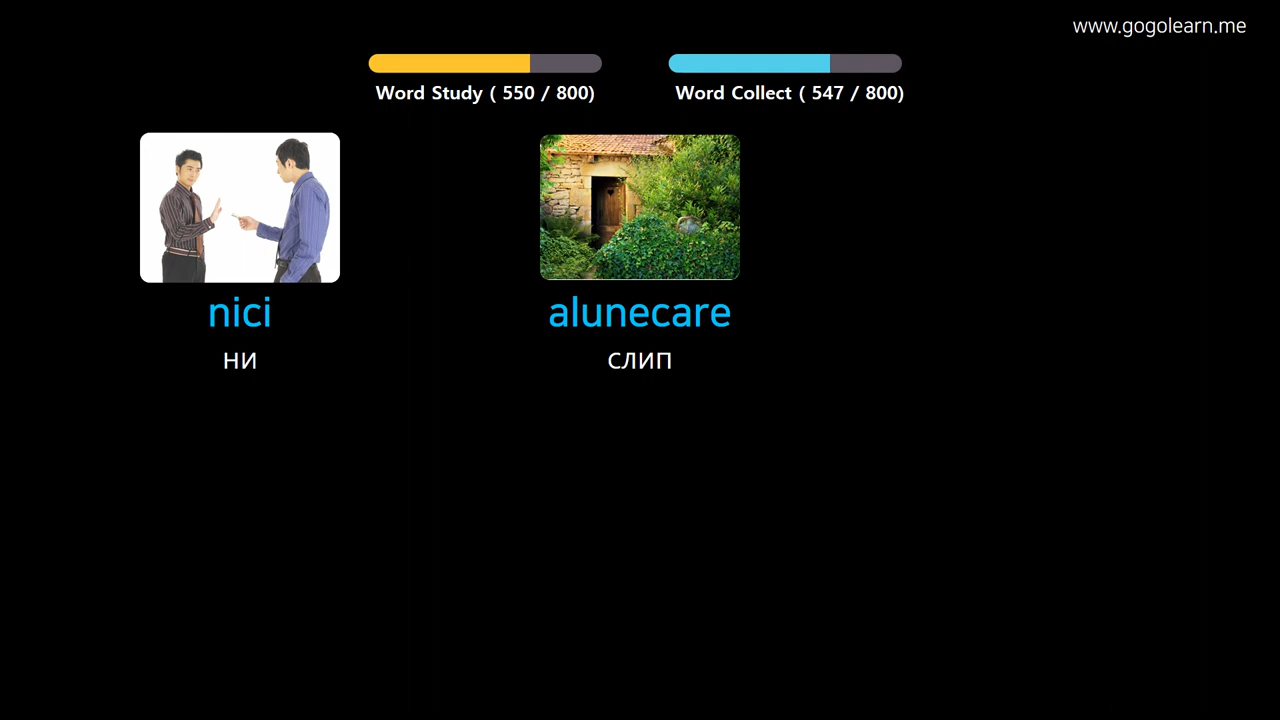 www.gogolearn.me
Word Study ( 550 / 800)
Word Collect ( 547 / 800)
nici
alunecare
ни
слип